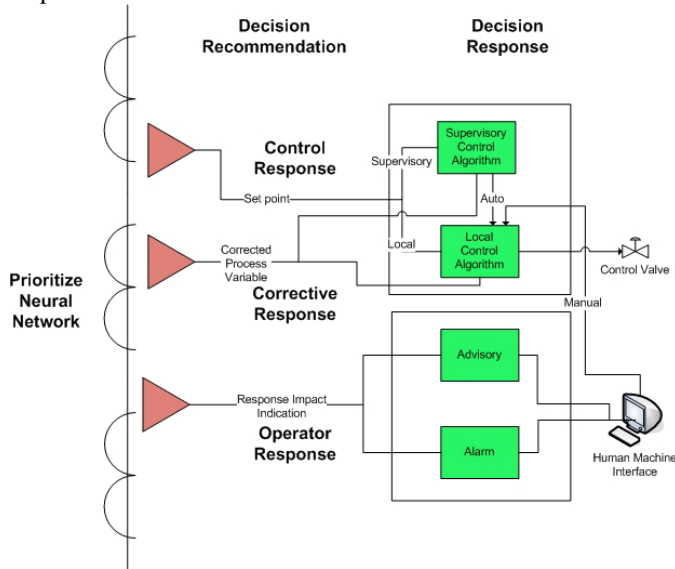 Decision
Recommendation
Decision
Response
Control
Response
Supervisory
Control
Algorithm
Supervisory
Set point
Auto
Local
Local
Control
Algorithm
Corrected
Process
Variable
Control Valve
Prioritize
Neural
Network
Corrective
Response
Manual
Advisory
Response Impact
Indication
Operator
Response
Alarm
Human Machine
Interface